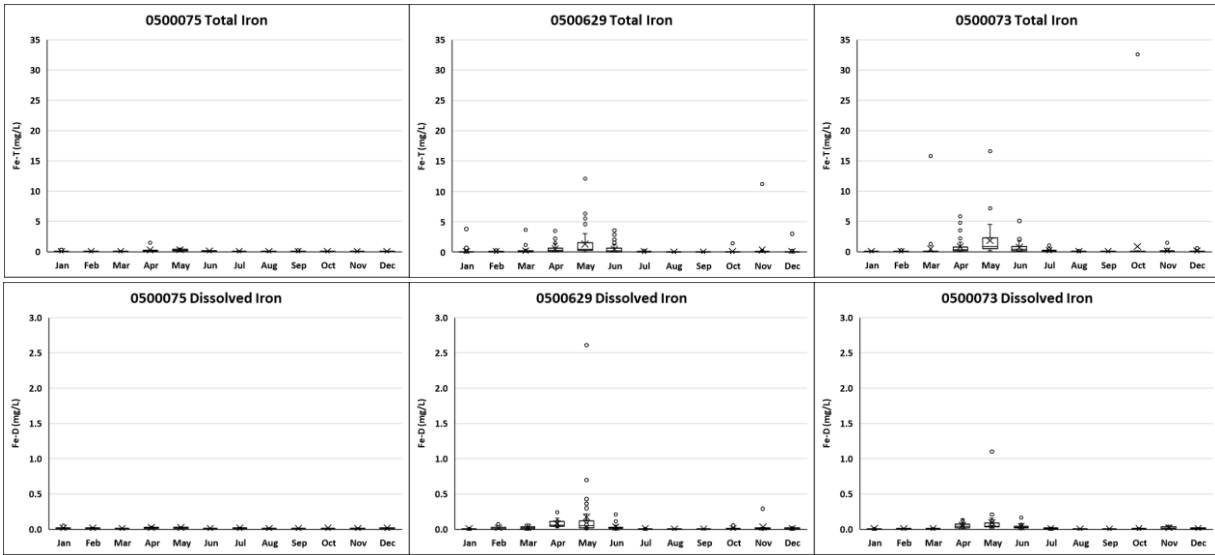 0500075 Total Iron
Fe-T (mg/L)
35
30
25
20
15
10
5
0
Jan Feb Mar Apr May Jun Jul Aug Sep Oct Nov Dec
0500629 Total Iron
Fe-T (mg/L)
35
30
25
20
15
10
5
0
Jan Feb Mar Apr May Jun Jul Aug Sep Oct Nov Dec
0500073 Total Iron
Fe-T (mg/L)
35
30
25
20
15
10
5
0
Jan Feb Mar Apr May Jun Jul Aug Sep Oct Nov Dec
0500075 Dissolved Iron
Fe-D (mg/L)
3.0
2.5
2.0
1.5
1.0
0.5
0.0
Jan Feb Mar Apr May Jun Jul Aug Sep Oct Nov Dec
0500629 Dissolved Iron
Fe-D (mg/L)
3.0
2.5
2.0
1.5
1.0
0.5
0.0
Jan Feb Mar Apr May Jun Jul Aug Sep Oct Nov Dec
0500073 Dissolved Iron
Fe-D (mg/L)
3.0
2.5
2.0
1.5
1.0
0.5
0.0
Jan Feb Mar Apr May Jun Jul Aug Sep Oct Nov Dec